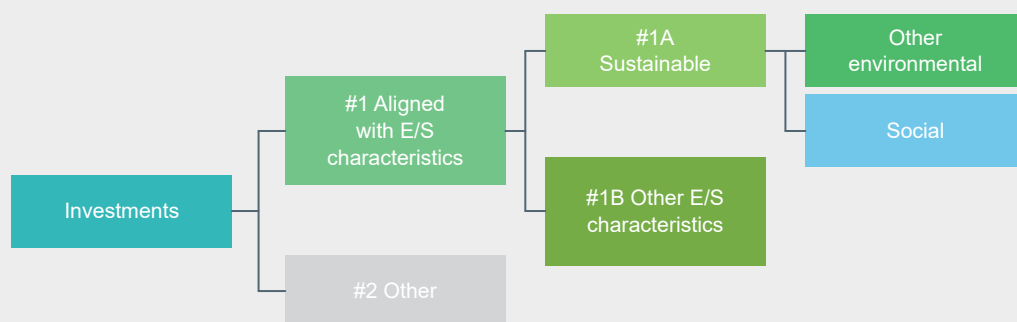 #1A
Sustainable
Other
environmental
#1 Aligned
with E/S
characteristics
Social
Investments
#1B Other E/S
characteristics
#2 Other